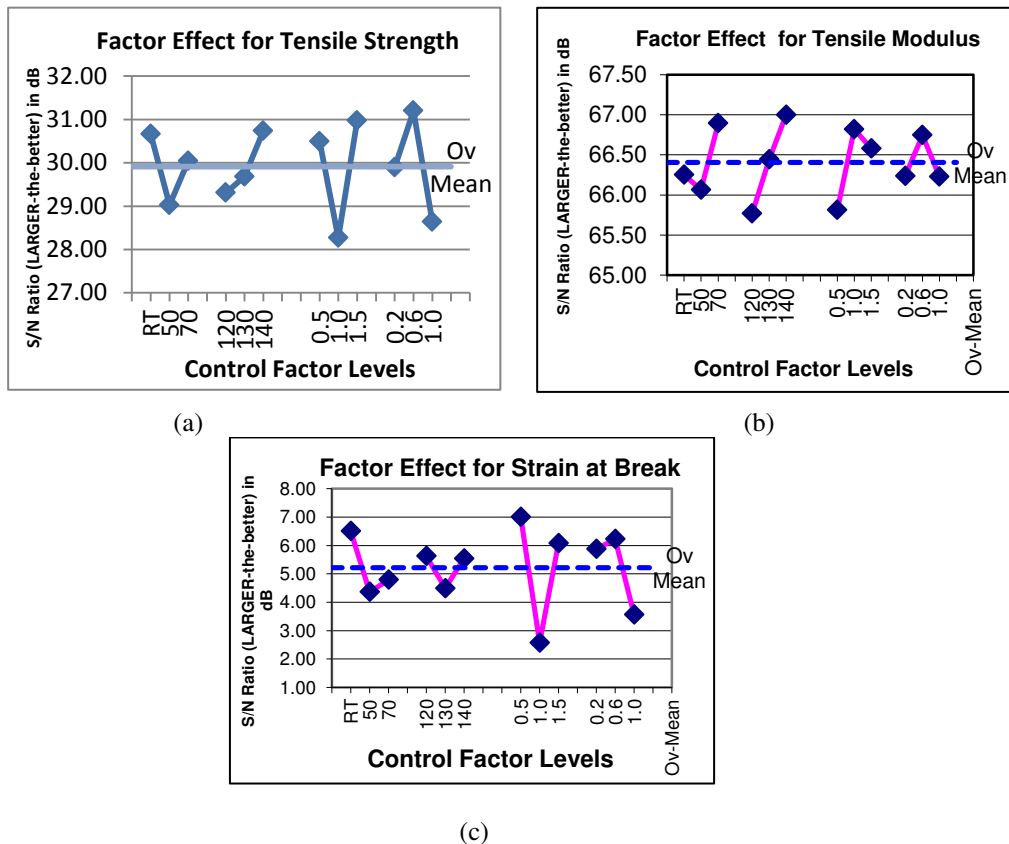 Factor Effect for Tensile Strength
S/N Ratio (LARGER-the-better) in dB
32.00
31.00
30.00
29.00
28.00
27.00
Ov
Mean
RT 50 70 120 130 140 0.5 1.0 1.5 0.2 0.6 1.0
Control Factor Levels
(a)
Factor Effect for Tensile Modulus
S/N Ratio (LARGER-the-better) in dB
67.50
67.00
66.50
66.00
65.50
65.00
Ov
Mean
RT 50 70 120 130 140 0.5 1.0 1.5 0.2 0.6 1.0 Ov-Mean
Control Factor Levels
(b)
Factor Effect for Strain at Break
S/N Ratio (LARGER-the-better) in
dB
8.00
7.00
6.00
5.00
4.00
3.00
2.00
1.00
Ov
Mean
RT 50 70 120 130 140 0.5 1.0 1.5 0.2 0.6 1.0 Ov-Mean
Control Factor Levels
(c)